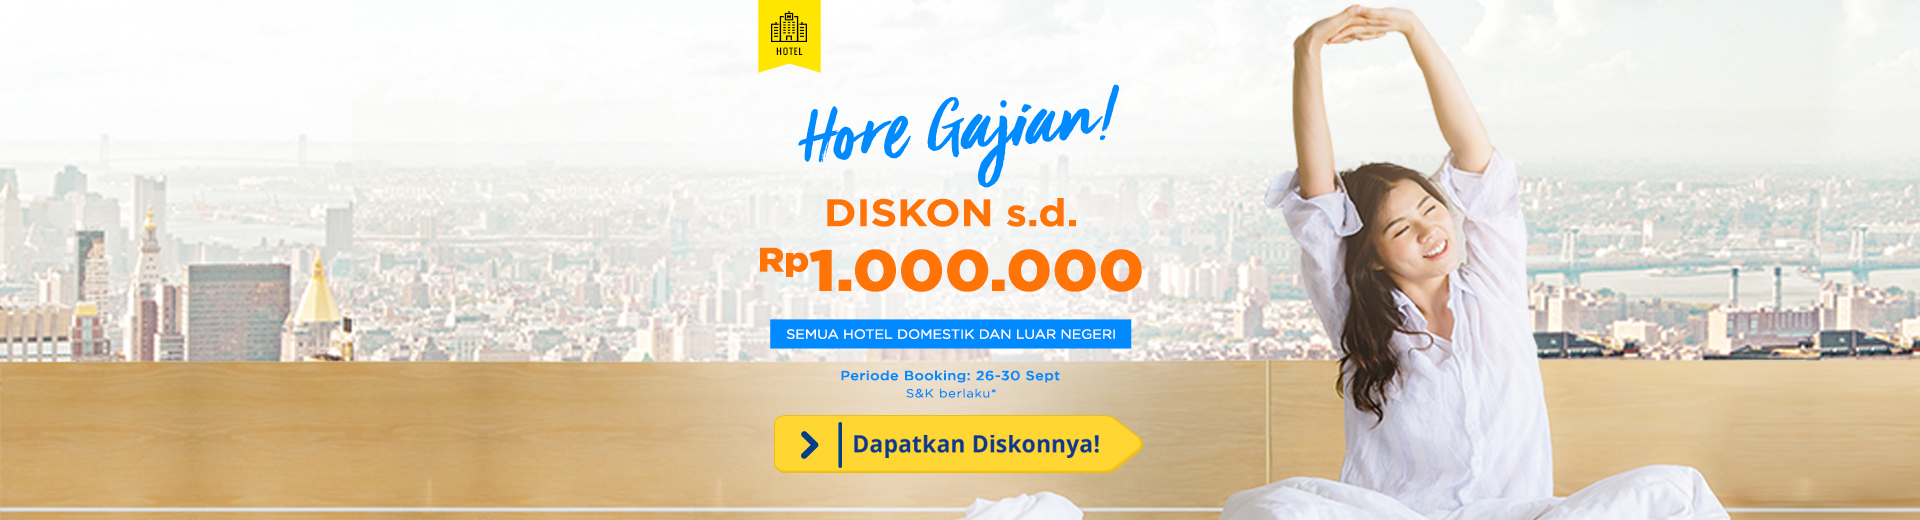 HOTEL
Hore Gajian!
DISKON s.d.
Rp1.000.000
SEMUA HOTEL DOMESTIK DAN LUAR NEGERI
Periode Booking: 26-30 Sept
S&K berlaku*
Dapatkan Diskonnya!